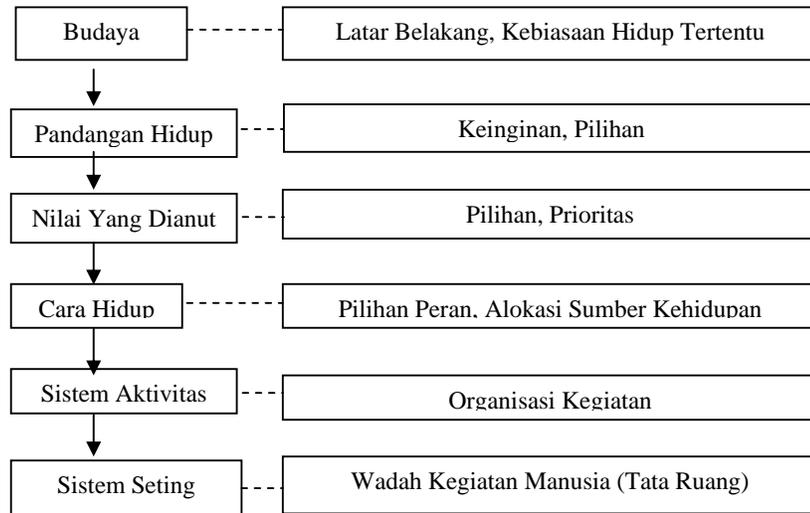 Budaya
Latar Belakang, Kebiasaan Hidup Tertentu
Pandangan Hidup
Keinginan, Pilihan
Nilai Yang Dianut
Pilihan, Prioritas
Cara Hidup
Pilihan Peran, Alokasi Sumber Kehidupan
Sistem Aktivitas
Organisasi Kegiatan
Sistem Seting
Wadah Kegiatan Manusia (Tata Ruang)